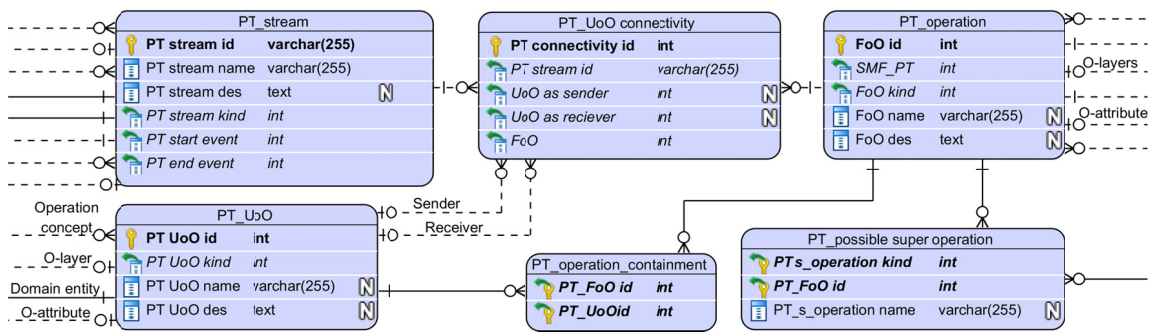 PT_stream
PT stream id varchar(255)
PT stream name varchar(255)
PT stream des text N
PT stream kind int
PT start event int
PT end event int
PT_UoO connectivity
PT connectivity id int
PT stream id varchar(255)
UoO as sender int N
UoO as reciever int N
FoO int
PT_operation
FoO id int
SMF_PT int
FoO kind int
FoO name varchar(255) N
FoO des text N
O-layers
O-attribute
Operation
concept
O-layer
Domain entity
O-attribute
PT_UoO
PT UoO id int
PT UoO kind int
PT UoO name varchar(255) N
PT UoO des text N
Sender
Receiver
PT_operation_containment
PT_FoO id int
PT_UoOid int
PT_possible super operation
PTs_operation kind int
PT_FoO id int
PT_s_operation name varchar(255) N